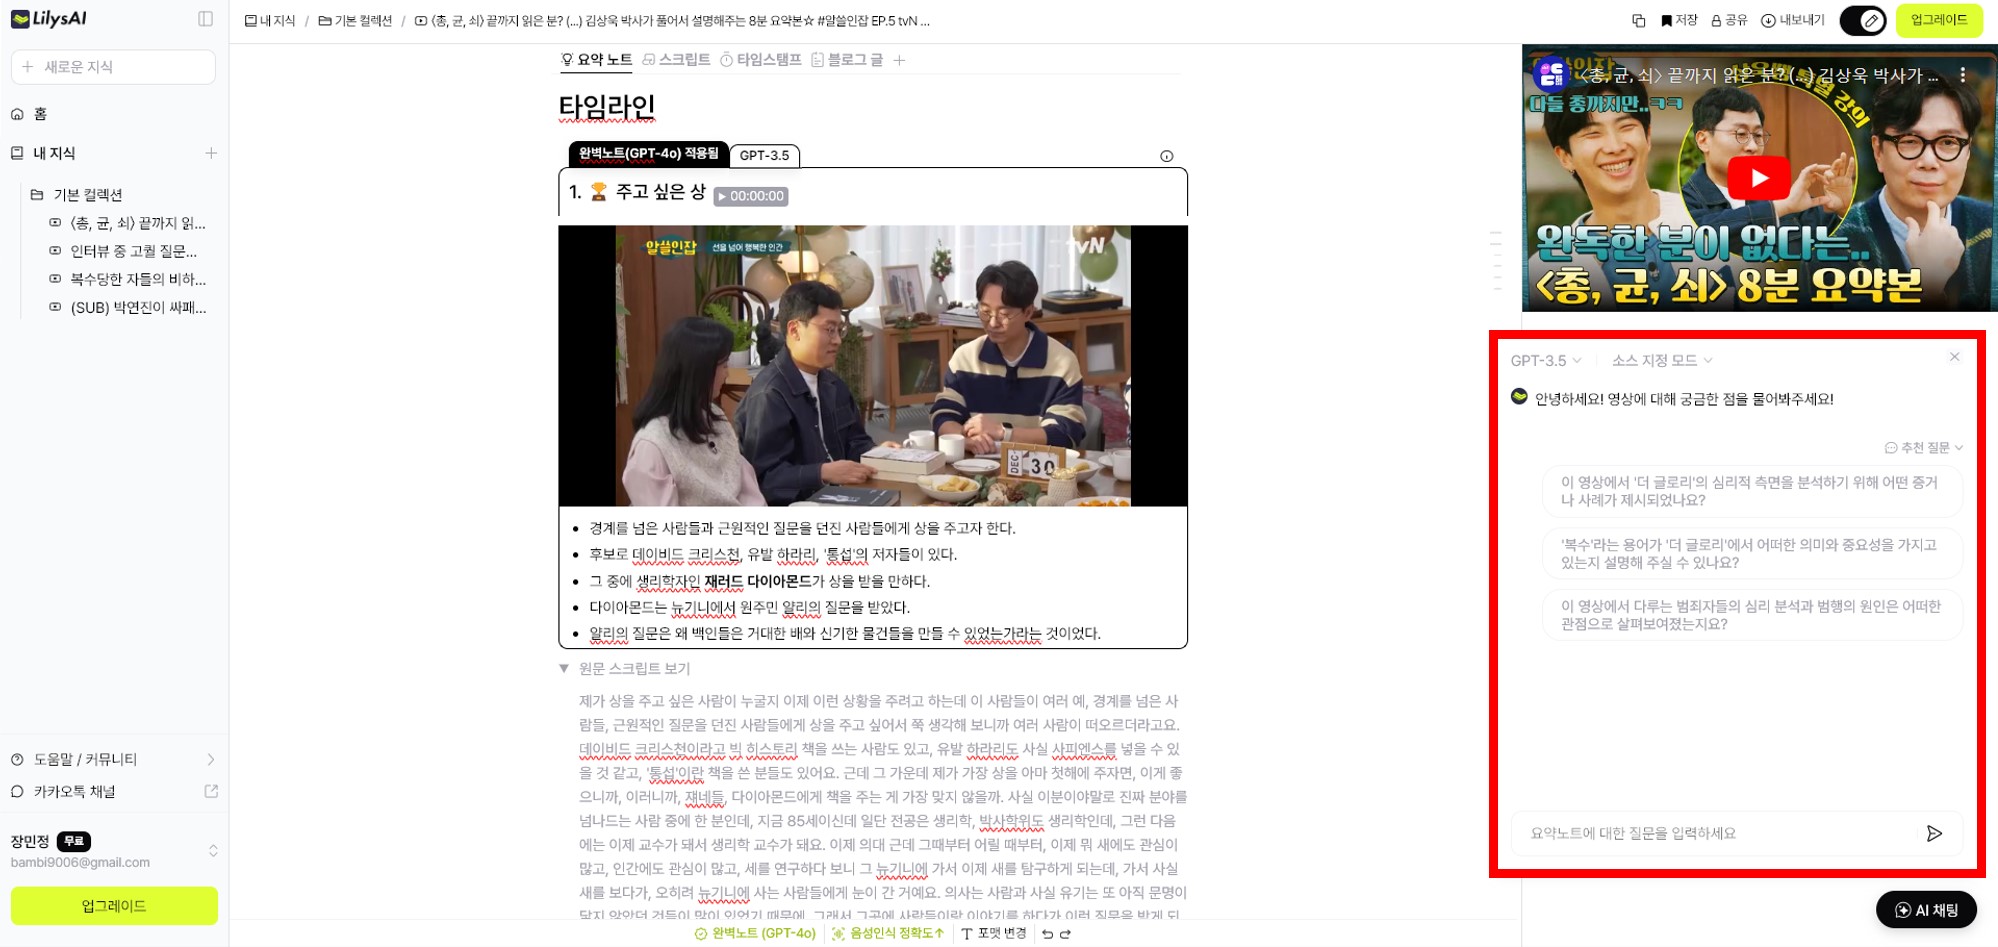 LilysAI
새로운 지식
홈
내 지식
기본 컬렉션
〈총, 균, 쇠〉 끝까지 읽...
인터뷰 중 고퀄 질문...
복수당한 자들의 비하...
(SUB) 박연진이 싸패...
도움말 / 커뮤니티
카카오톡 채널
장민정 무료
bambi9006@gmail.com
업그레이드
내 지식 / 기본 컬렉션 / 〈총, 균, 쇠〉 끝까지 읽은 분? (...) 김상욱 박사가 풀어서 설명해주는 8분 요약본☆ #알쓸인잡 EP.5 tvN ...
저장 공유 내보내기 업그레이드
요약 노트 스크립트 타임스탬프 블로그 글
타임라인
완벽노트(GPT-4o) 적용됨 GPT-3.5
1. 🏆 주고 싶은 상 ▶ 00:00:00
알쓸인잡 선을 넘어 행복한 인간 tvN
DEC 30
경계를 넘은 사람들과 근원적인 질문을 던진 사람들에게 상을 주고자 한다.
후보로 데이비드 크리스천, 유발 하라리, '통섭'의 저자들이 있다.
그 중에 생리학자인 재러드 다이아몬드가 상을 받을 만하다.
다이아몬드는 뉴기니에서 원주민 얄리의 질문을 받았다.
얄리의 질문은 왜 백인들은 거대한 배와 신기한 물건들을 만들 수 있었는가라는 것이었다.
▼ 원문 스크립트 보기
제가 상을 주고 싶은 사람이 누굴지 이제 이런 상황을 주려고 하는데 이 사람들이 여러 예, 경계를 넘은 사
람들, 근원적인 질문을 던진 사람들에게 상을 주고 싶어서 쭉 생각해 보니까 여러 사람이 떠오르더라고요.
데이비드 크리스천이라고 빅 히스토리 책을 쓰는 사람도 있고, 유발 하라리도 사실 사피엔스를 넣을 수 있
을 것 같고, '통섭'이란 책을 쓴 분들도 있어요. 근데 그 가운데 제가 가장 상을 아마 첫해에 주자면, 이게 좋
으니까, 이러니까, 쟤네들, 다이아몬드에게 책을 주는 게 가장 맞지 않을까. 사실 이분이야말로 진짜 분야를
넘나드는 사람 중에 한 분인데, 지금 85세이신데 일단 전공은 생리학, 박사학위도 생리학인데, 그런 다음
에는 이제 교수가 돼서 생리학 교수가 돼요. 이제 의대 근데 그때부터 어릴 때부터, 이제 뭐 새에도 관심이
많고, 인간에도 관심이 많고, 세를 연구하다 보니 그 뉴기니에 가서 이제 새를 탐구하게 되는데, 가서 사실
새를 보다가, 오히려 뉴기니에 사는 사람들에게 눈이 간 거예요. 의사는 사람과 사실 유기는 또 아직 문명이
닿지 않았던 것들이 많이 있었기 때문에, 그래서 그곳에 사람들이랑 이야기를 하다가 이런 질문을 받게 되
완벽노트 (GPT-4o) 음성인식 정확도↑ 포맷 변경
〈총, 균, 쇠〉 끝까지 읽은 분? (...) 김상욱 박사가 ...
다들 총까지만..ㅋㅋ
완독한 분이 없다는..
〈총, 균, 쇠〉 8분 요약본
GPT-3.5 소스 지정 모드
안녕하세요! 영상에 대해 궁금한 점을 물어봐주세요!
추천 질문
이 영상에서 '더 글로리'의 심리적 측면을 분석하기 위해 어떤 증거
나 사례가 제시되었나요?
'복수'라는 용어가 '더 글로리'에서 어떠한 의미와 중요성을 가지고
있는지 설명해 주실 수 있나요?
이 영상에서 다루는 범죄자들의 심리 분석과 범행의 원인은 어떠한
관점으로 살펴보여졌는지요?
요약노트에 대한 질문을 입력하세요
AI 채팅